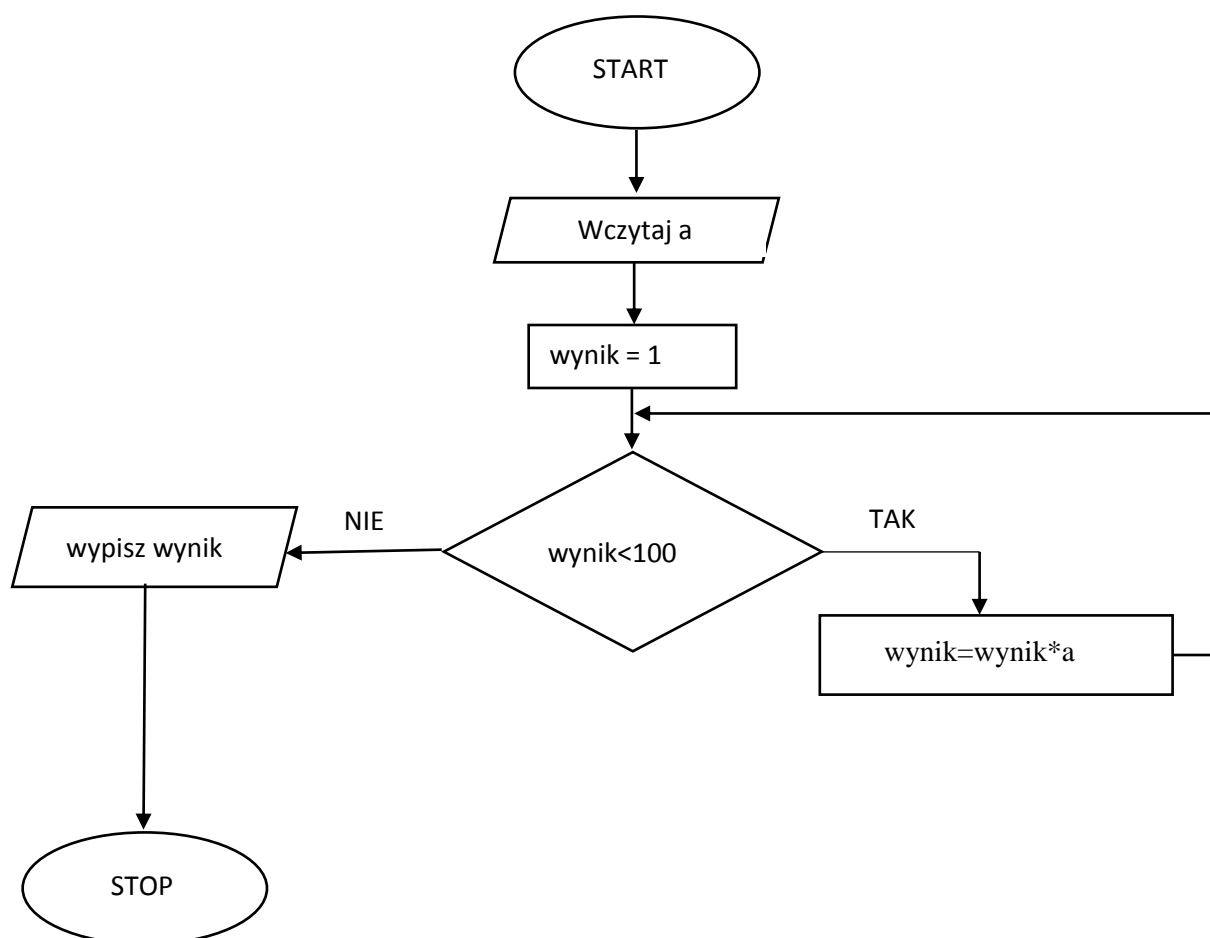 START
Wczytaj a
wynik = 1
NIE
TAK
wypisz wynik
wynik<100
wynik=wynik*a
STOP